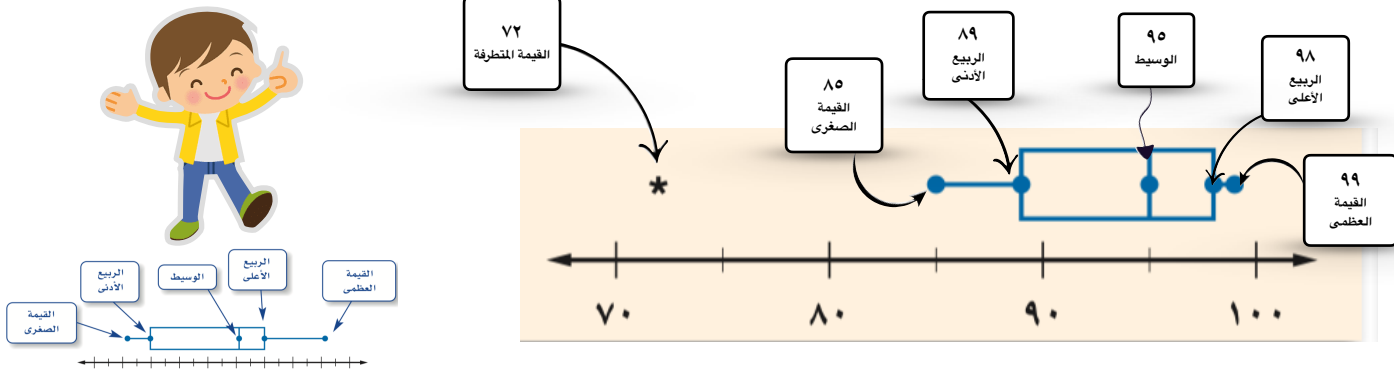 ٧٢
القيمة المتطرفة
٨٥
القيمة
الصغرى
٨٩
الربيع
الأدنى
٩٥
الوسيط
٩٨
الربيع
الأعلى
٩٩
القيمة
العظمى
٧٠
٨٠
٩٠
١٠٠
القيمة
الصغرى
الربيع
الأدنى
الوسيط
الربيع
الأعلى
القيمة
العظمى